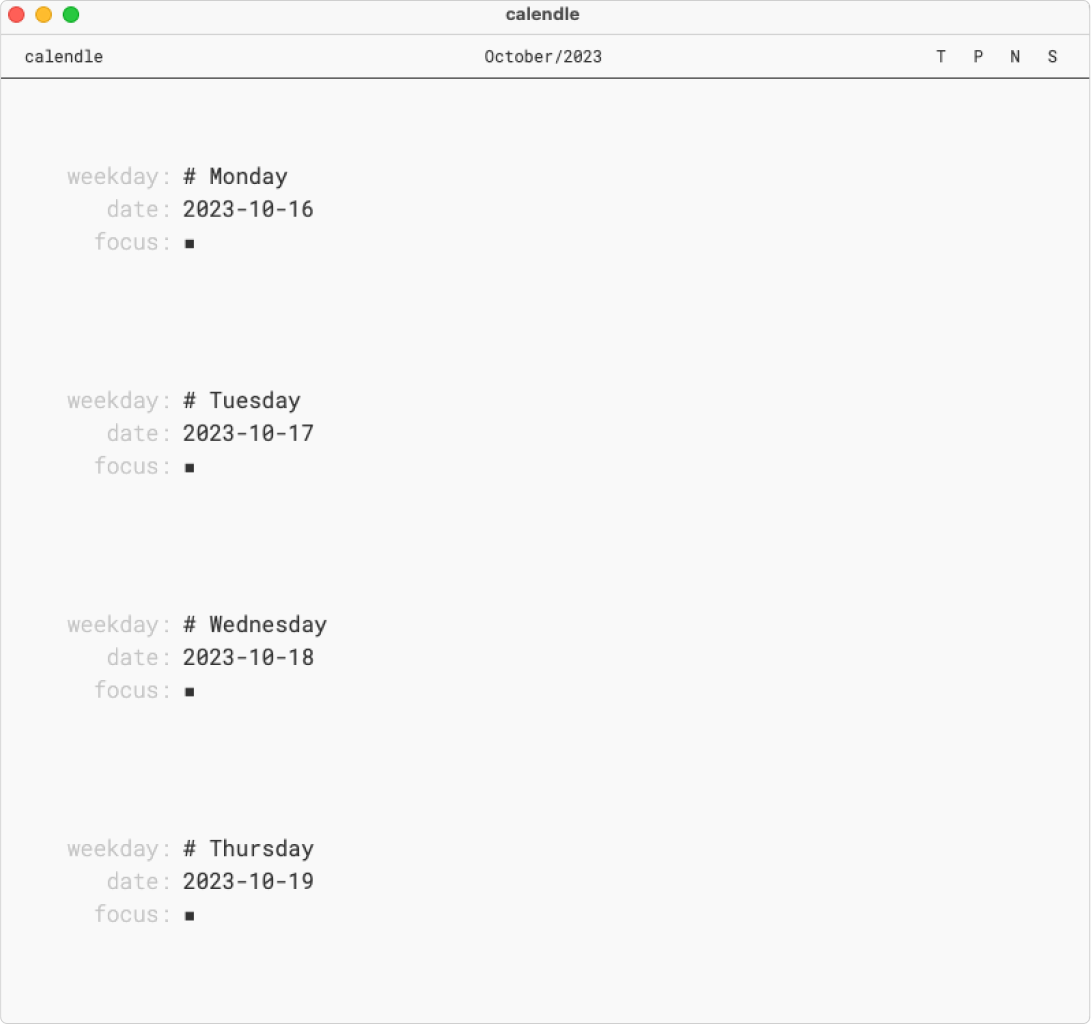 calendle
calendle October/2023 T P N S
weekday: # Monday
date: 2023-10-16
focus: ▪
weekday: # Tuesday
date: 2023-10-17
focus: ▪
weekday: # Wednesday
date: 2023-10-18
focus: ▪
weekday: # Thursday
date: 2023-10-19
focus: ▪